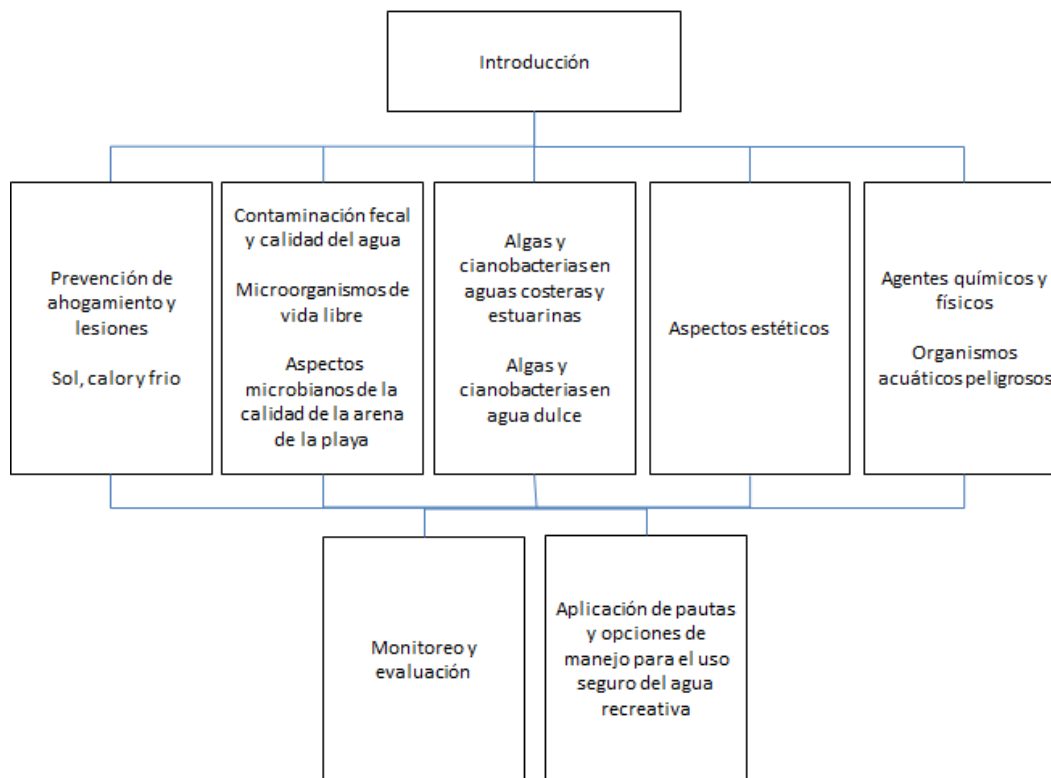 Introducción
Prevención de
ahogamiento y
lesiones
Sol, calor y frio
Contaminación fecal
y calidad del agua
Microorganismos de
vida libre
Aspectos
microbianos de la
calidad de la arena
de la playa
Algas y
cianobacterias en
aguas costeras y
estuarinas
Algas y
cianobacterias en
agua dulce
Aspectos estéticos
Agentes químicos y
físicos
Organismos
acuáticos peligrosos
Monitoreo y
evaluación
Aplicación de pautas
y opciones de
manejo para el uso
seguro del agua
recreativa